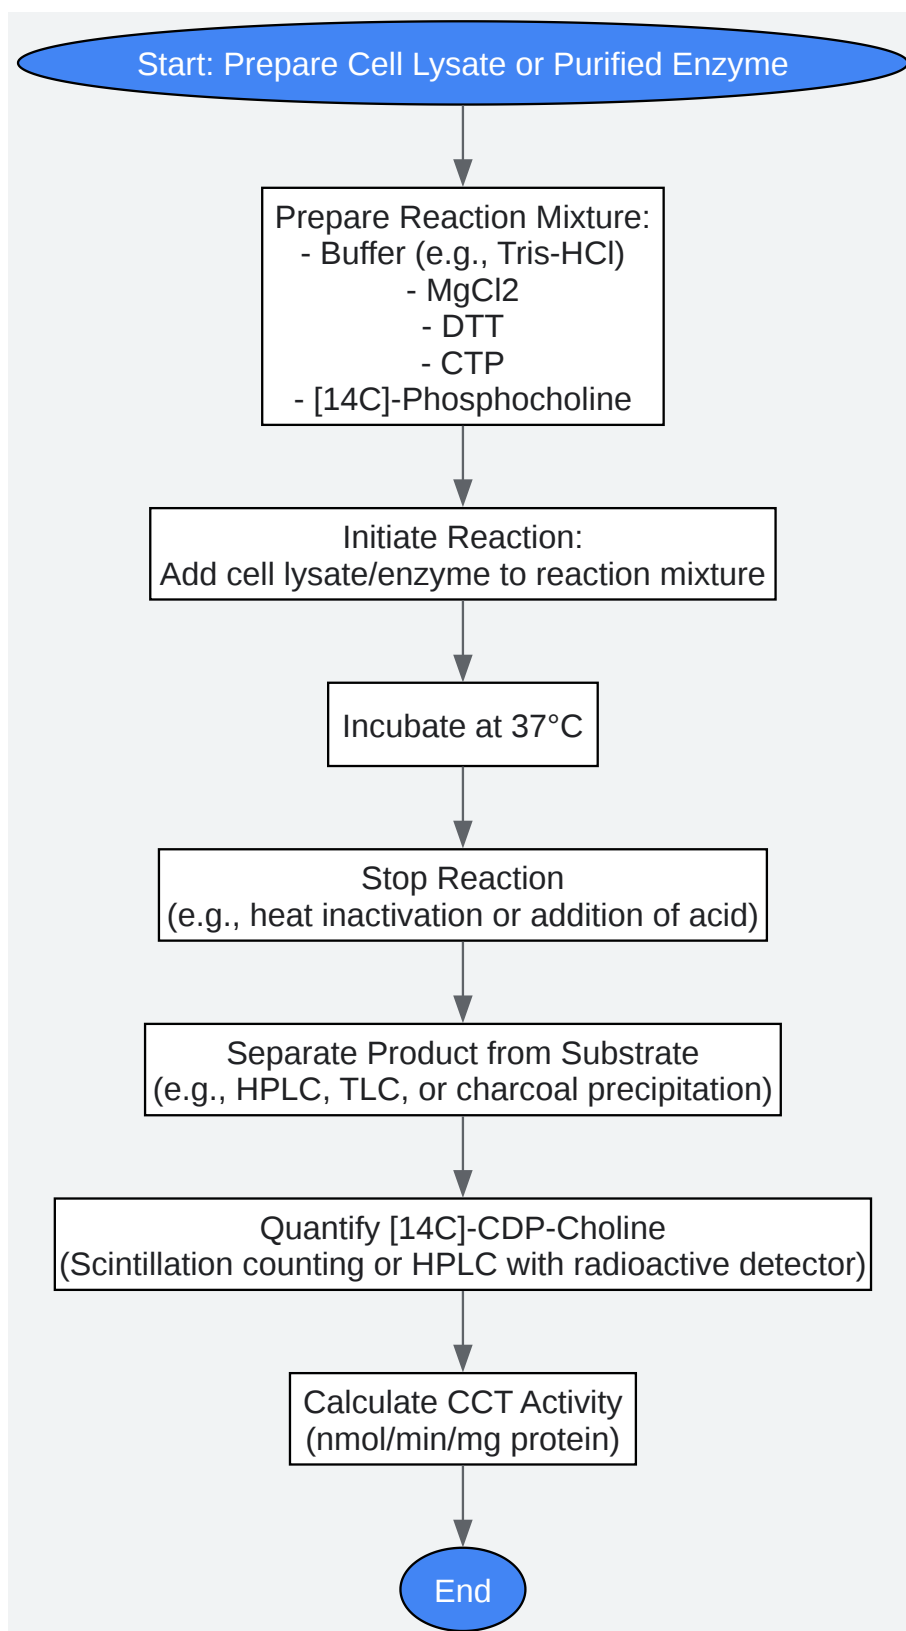 Start: Prepare Cell Lysate or Purified Enzyme
Prepare Reaction Mixture:
- Buffer (e.g., Tris-HCl)
- MgCl2
- DTT
- CTP
- [14C]-Phosphocholine
Initiate Reaction:
Add cell lysate/enzyme to reaction mixture
Incubate at 37°C
Stop Reaction
(e.g., heat inactivation or addition of acid)
Separate Product from Substrate
(e.g., HPLC, TLC, or charcoal precipitation)
Quantify [14C]-CDP-Choline
(Scintillation counting or HPLC with radioactive detector)
Calculate CCT Activity
(nmol/min/mg protein)
End